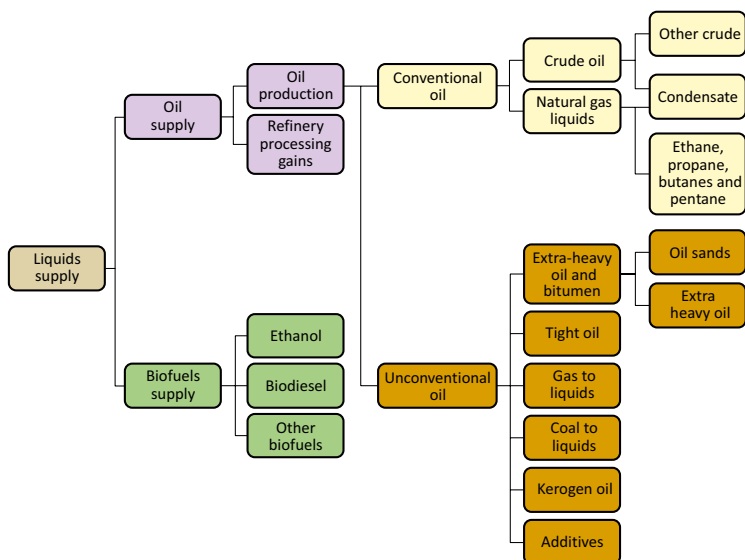 Other crude
Oil
production
Conventional
oil
Crude oil
Oil
supply
Condensate
Natural gas
liquids
Refinery
processing
gains
Ethane,
propane,
butanes and
pentane
Liquids
supply
Extra-heavy
oil and
bitumen
Oil sands
Extra
heavy oil
Ethanol
Tight oil
Biofuels
supply
Biodiesel
Unconventional
oil
Gas to
liquids
Other
biofuels
Coal to
liquids
Kerogen oil
Additives